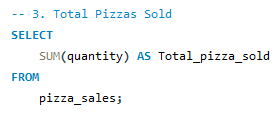 -- 3. Total Pizzas Sold
SELECT
    SUM(quantity) AS Total_pizza_sold
FROM
    pizza_sales;